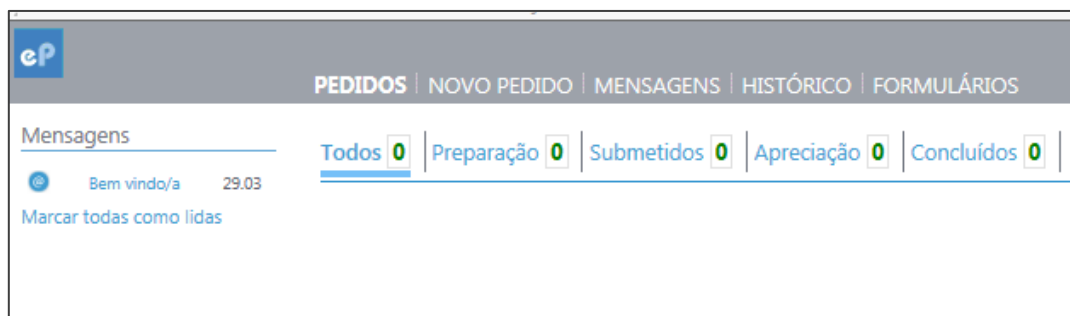 eP
PEDIDOS NOVO PEDIDO MENSAGENS HISTÓRICO FORMULÁRIOS
Mensagens
@ Bem vindo/a 29.03
Marcar todas como lidas
Todos 0 Preparação 0 Submetidos 0 Apreciação 0 Concluídos 0